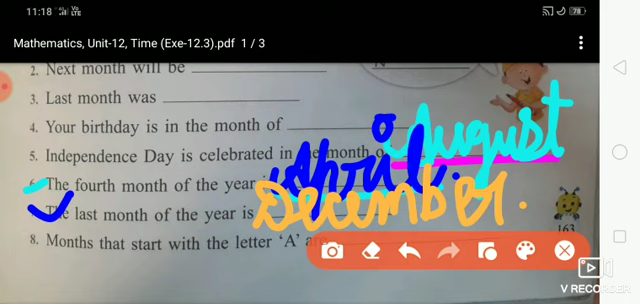 11:18 Vo LTE 78
Mathematics, Unit-12, Time (Exe-12.3).pdf 1 / 3
2. Next month will be
3. Last month was
4. Your birthday is in the month of
5. Independence Day is celebrated in the month August
6. The fourth month of the year April.
The last month of the year is December.
8. Months that start with the letter 'A' are
163
V RECORDER